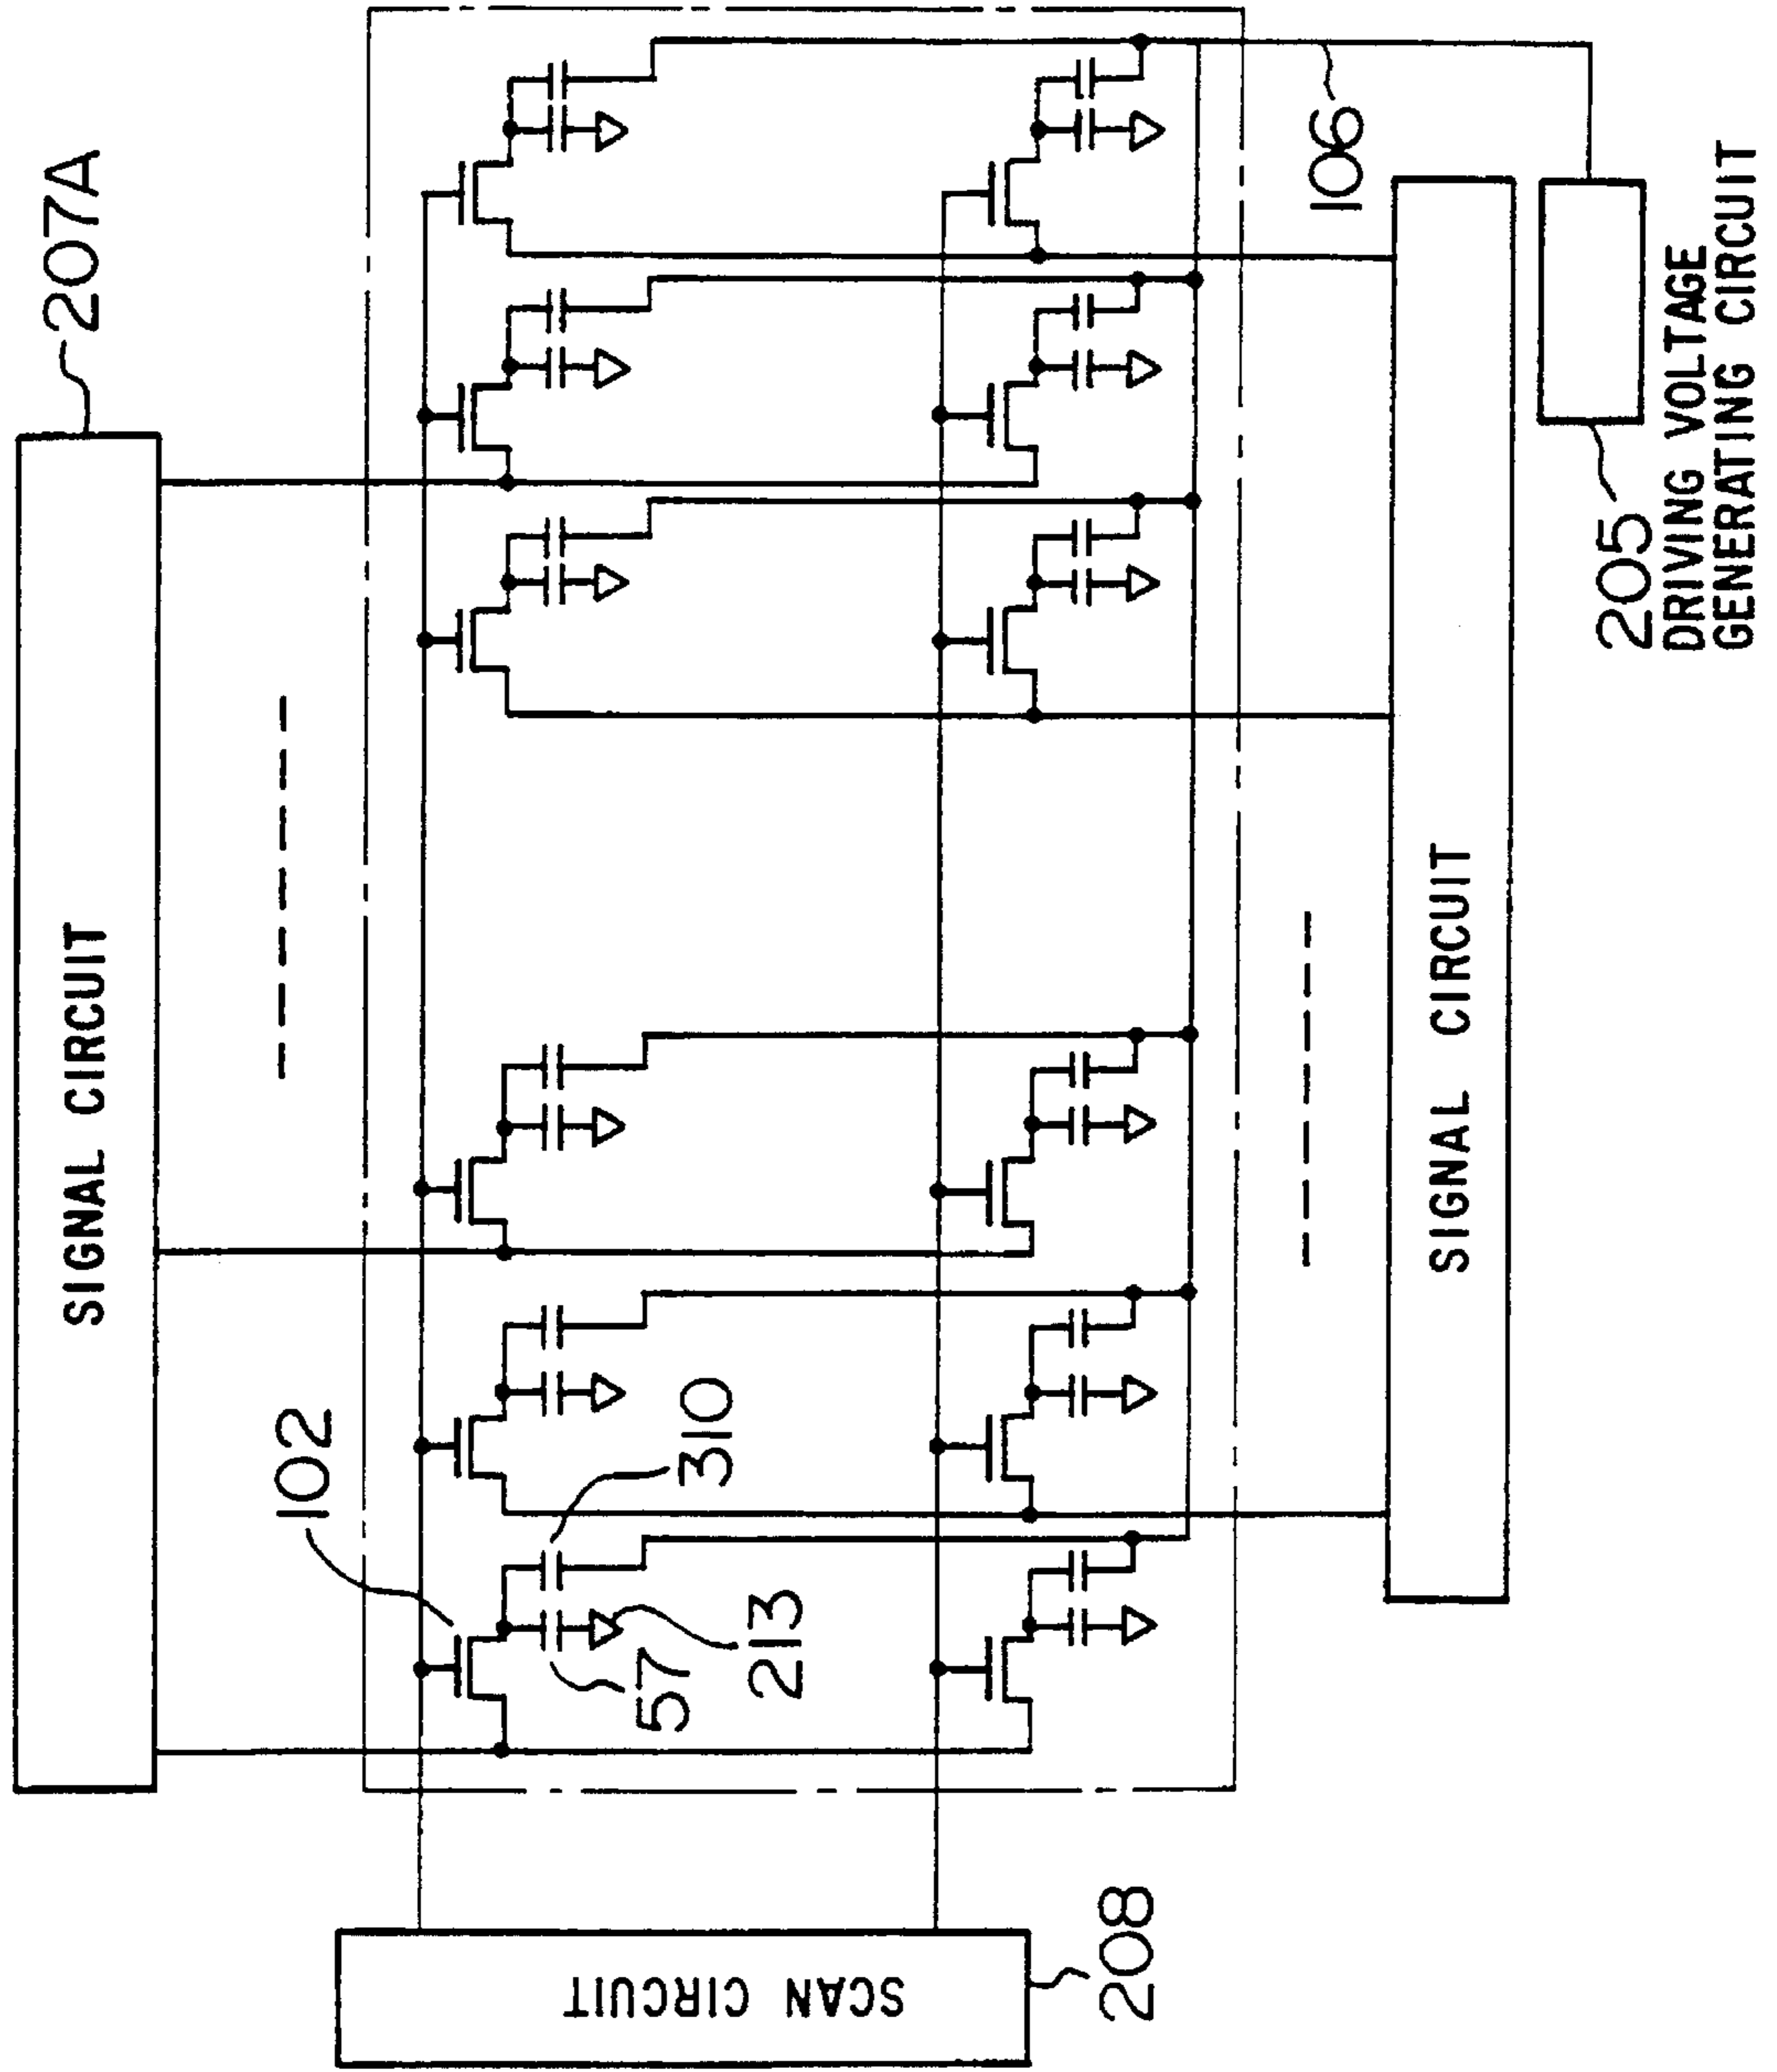 207A
SIGNAL CIRCUIT
102
310
57
213
SCAN CIRCUIT
208
106
SIGNAL CIRCUIT
205
DRIVING VOLTAGE
GENERATING CIRCUIT